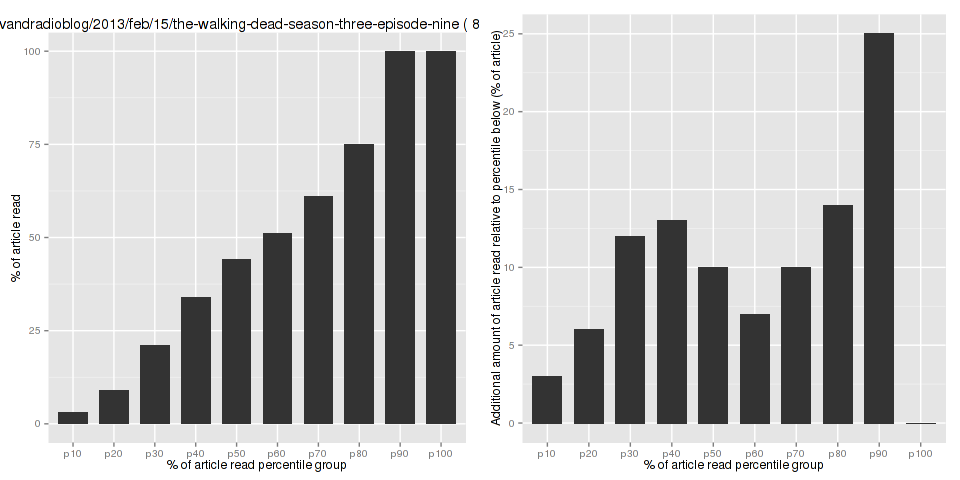 vandradioblog/2013/feb/15/the-walking-dead-season-three-episode-nine ( 8
100
75
50
25
0
% of article read
p10 p20 p30 p40 p50 p60 p70 p80 p90 p100
% of article read percentile group
25
20
15
10
5
0
Additional amount of article read relative to percentile below (% of article)
p10 p20 p30 p40 p50 p60 p70 p80 p90 p100
% of article read percentile group